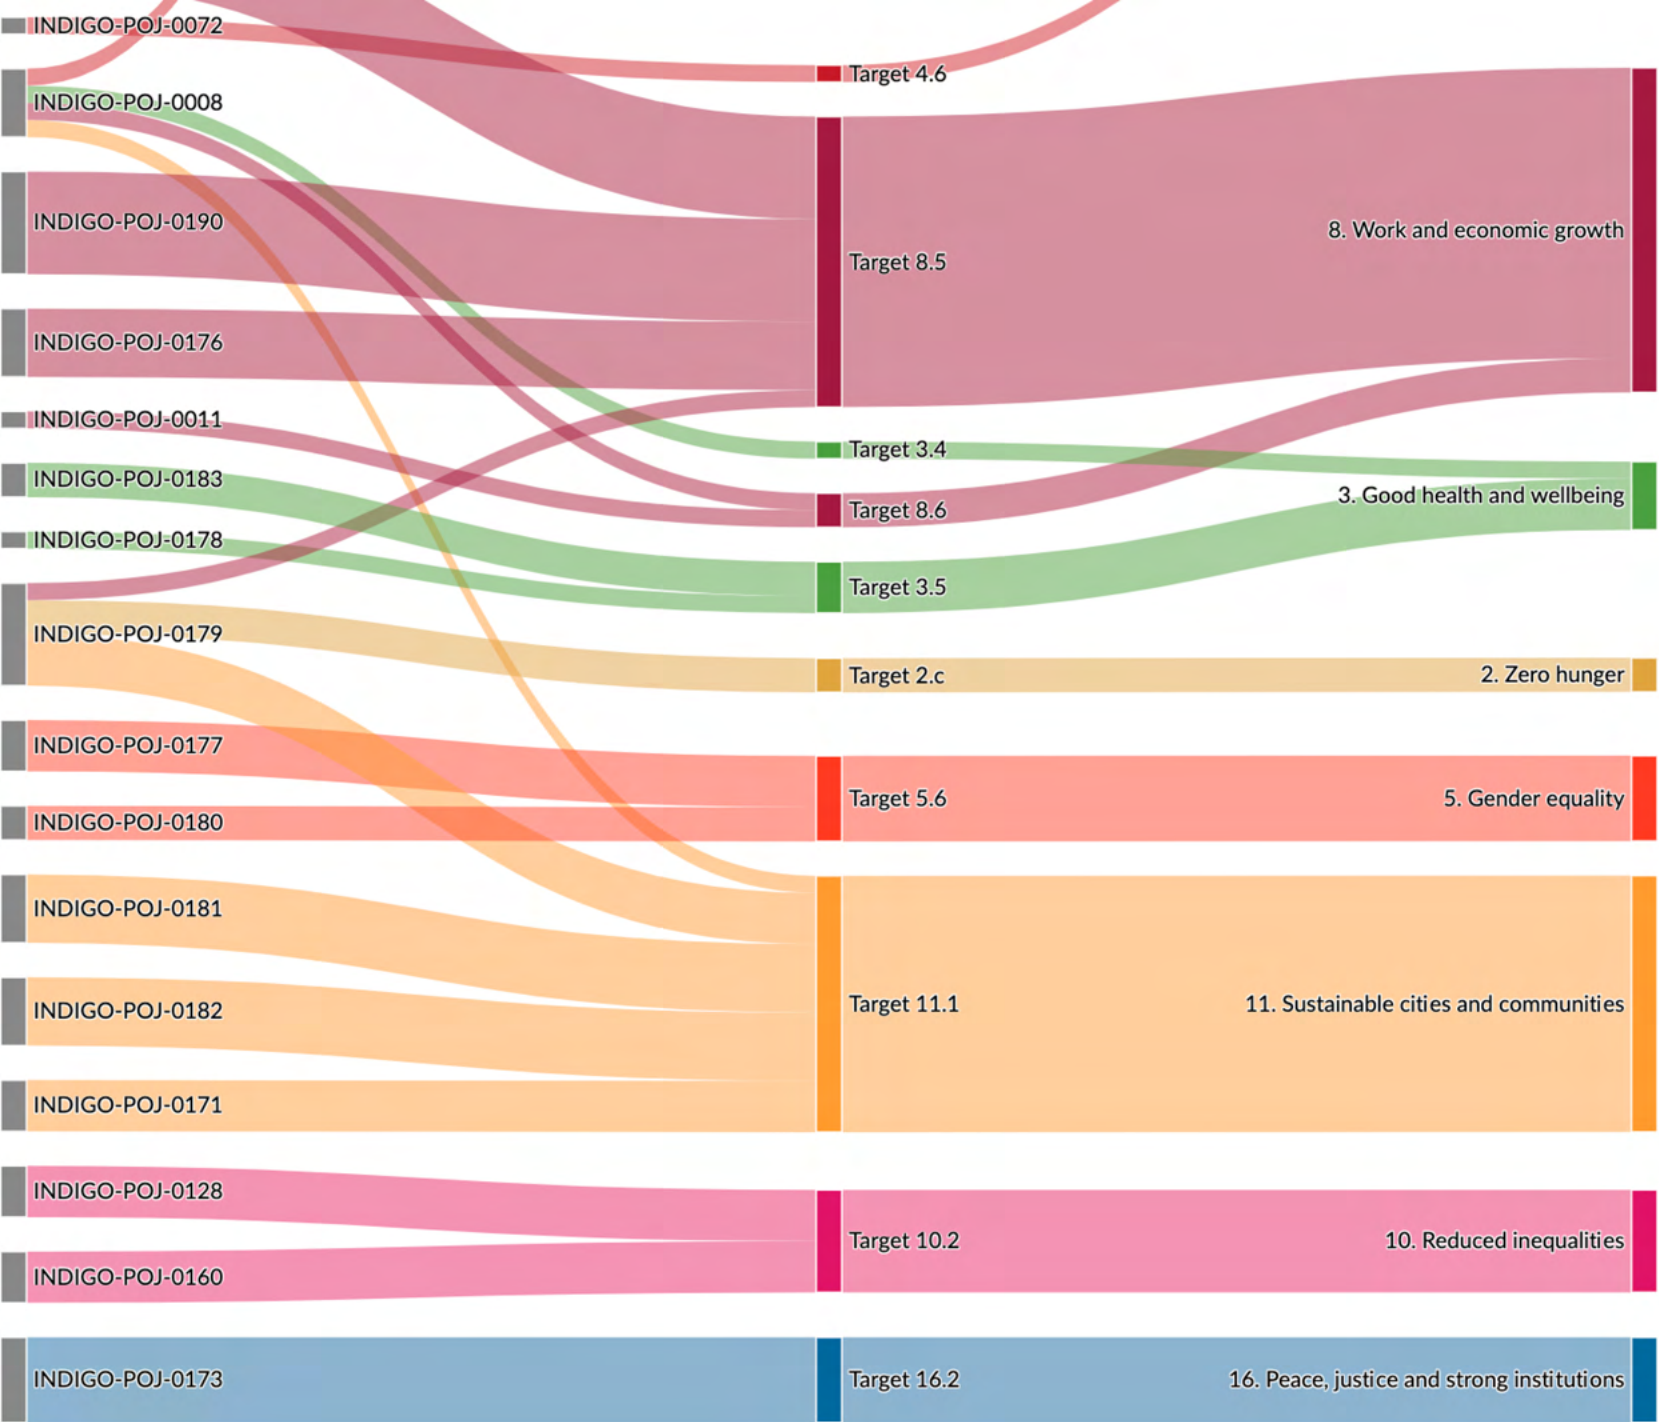 INDIGO-POJ-0072
INDIGO-POJ-0008
INDIGO-POJ-0190
INDIGO-POJ-0176
INDIGO-POJ-0011
INDIGO-POJ-0183
INDIGO-POJ-0178
INDIGO-POJ-0179
INDIGO-POJ-0177
INDIGO-POJ-0180
INDIGO-POJ-0181
INDIGO-POJ-0182
INDIGO-POJ-0171
INDIGO-POJ-0128
INDIGO-POJ-0160
INDIGO-POJ-0173
Target 4.6
Target 8.5
Target 3.4
Target 8.6
Target 3.5
Target 2.c
Target 5.6
Target 11.1
Target 10.2
Target 16.2
8. Work and economic growth
3. Good health and wellbeing
2. Zero hunger
5. Gender equality
11. Sustainable cities and communities
10. Reduced inequalities
16. Peace, justice and strong institutions